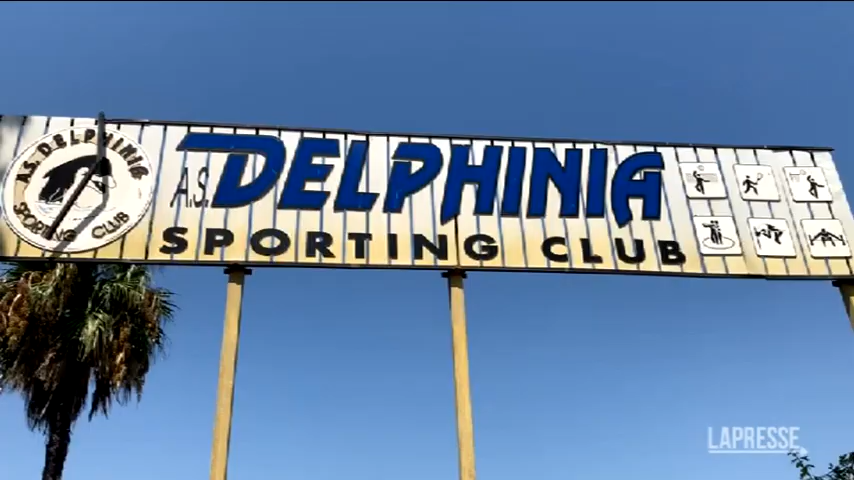 A.S. DELPHINIA
SPORTING CLUB
A.S. DELPHINIA
SPORTING CLUB
LAPRESSE